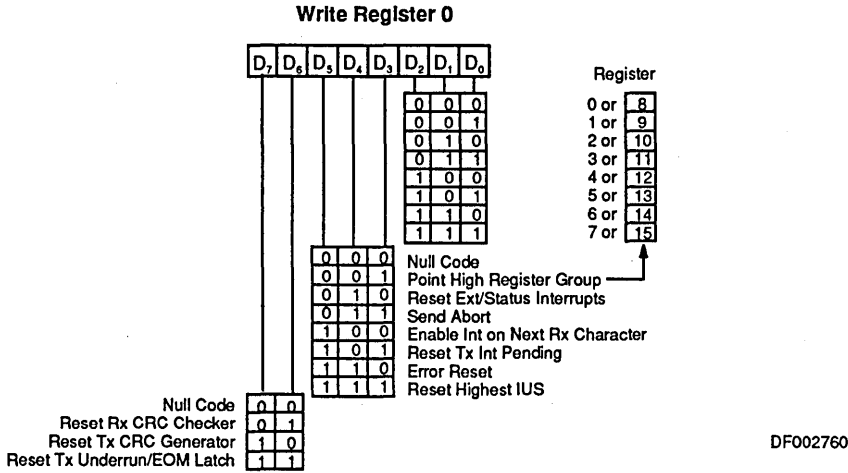 Write Register 0
D7 D6 D5 D4 D3 D2 D1 D0
Register
0 0 0 0 or 8
0 0 1 1 or 9
0 1 0 2 or 10
0 1 1 3 or 11
1 0 0 4 or 12
1 0 1 5 or 13
1 1 0 6 or 14
1 1 1 7 or 15
0 0 0 Null Code
0 0 1 Point High Register Group
0 1 0 Reset Ext/Status Interrupts
0 1 1 Send Abort
1 0 0 Enable Int on Next Rx Character
1 0 1 Reset Tx Int Pending
1 1 0 Error Reset
1 1 1 Reset Highest IUS
Null Code 0 0
Reset Rx CRC Checker 0 1
Reset Tx CRC Generator 1 0
Reset Tx Underrun/EOM Latch 1 1
DF002760